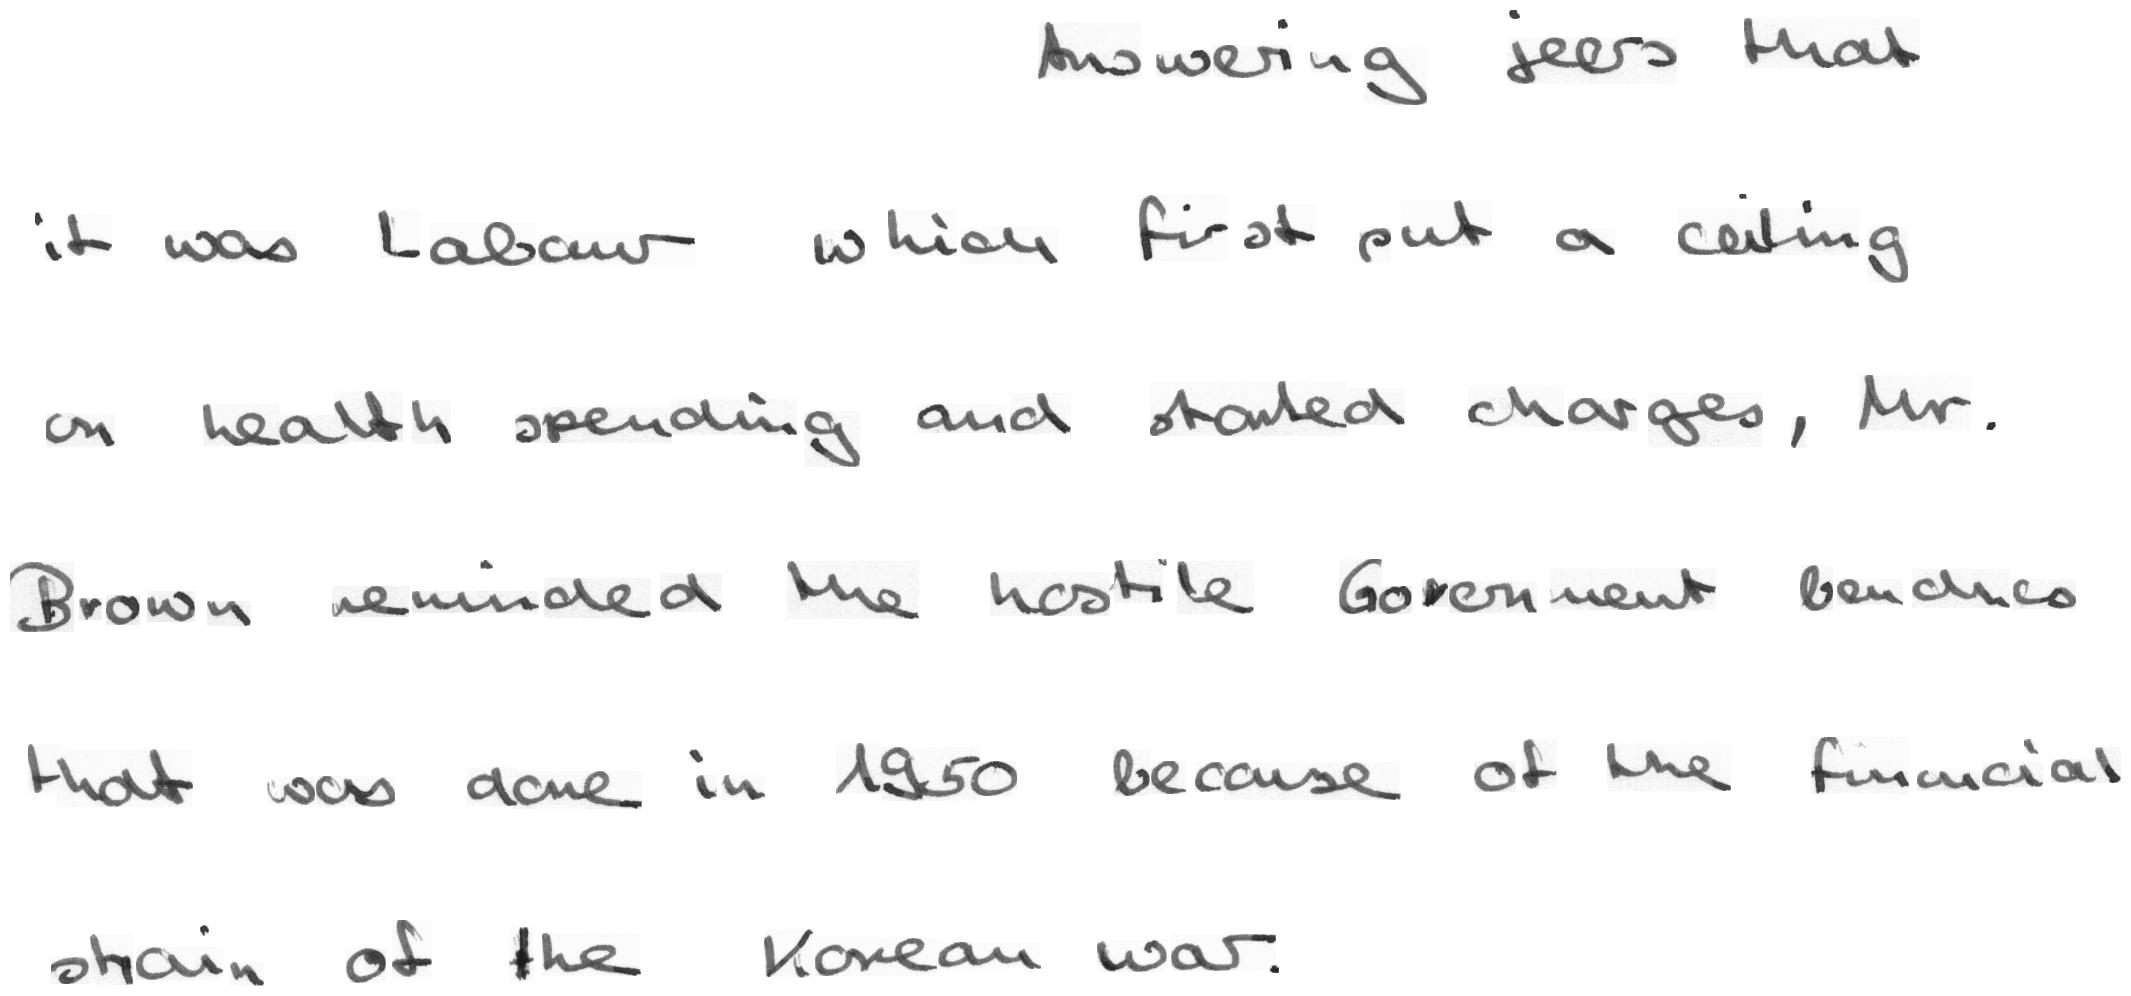 Answering jeers that
it was Labour which first put a ceiling
on health spending and started charges, Mr.
Brown reminded the hostile Government benches
that was done in 1950 because of the financial
strain of the Korean war.